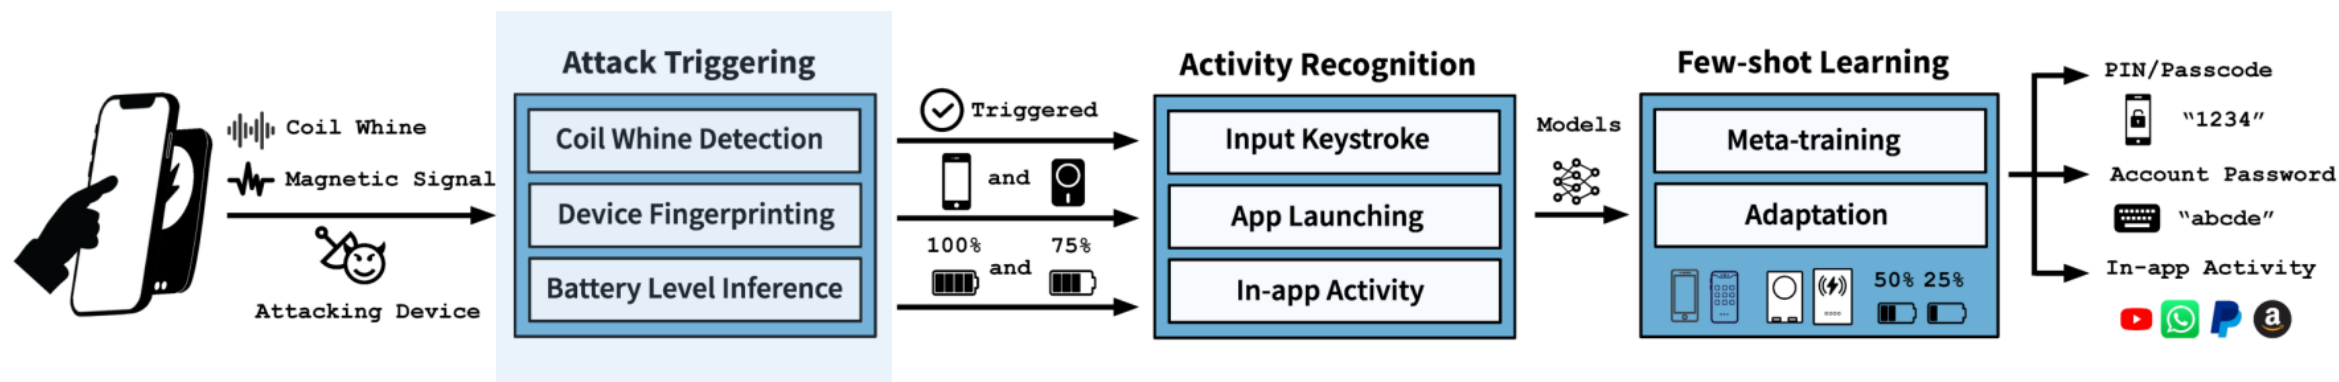 Coil Whine
Magnetic Signal
Attacking Device
Attack Triggering
Coil Whine Detection
Device Fingerprinting
Battery Level Inference
Triggered
and
100% and 75%
Activity Recognition
Input Keystroke
App Launching
In-app Activity
Models
Few-shot Learning
Meta-training
Adaptation
50% 25%
PIN/Passcode
“1234”
Account Password
“abcde”
In-app Activity